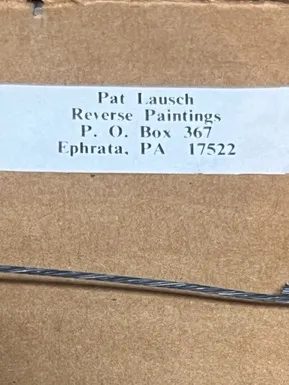 Pat Lausch
Reverse Paintings
P. O. Box 367
Ephrata, PA 17522